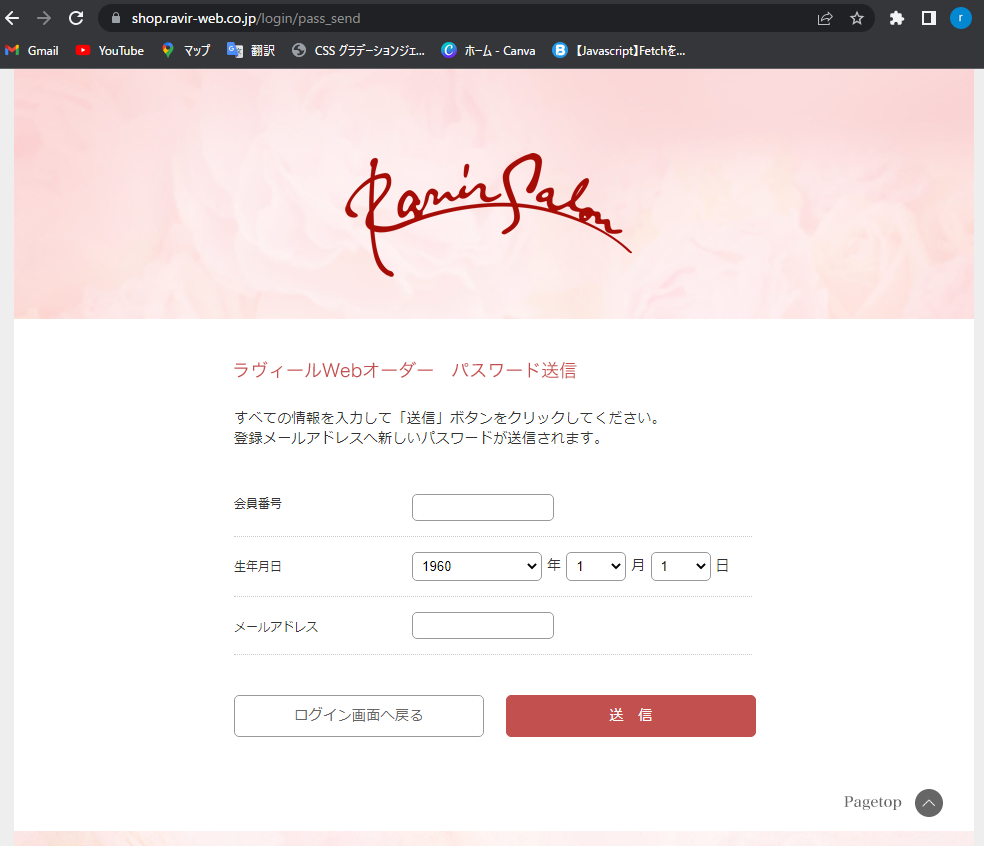 shop.ravir-web.co.jp/login/pass_send
r
Gmail YouTube マップ 翻訳 CSS グラデーションジェ... ホーム - Canva 【Javascript】Fetchを...
Ravir Salon
ラヴィールWebオーダー　パスワード送信
すべての情報を入力して「送信」ボタンをクリックしてください。
登録メールアドレスへ新しいパスワードが送信されます。
会員番号
生年月日 1960 年 1 月 1 日
メールアドレス
ログイン画面へ戻る 送　信
Pagetop